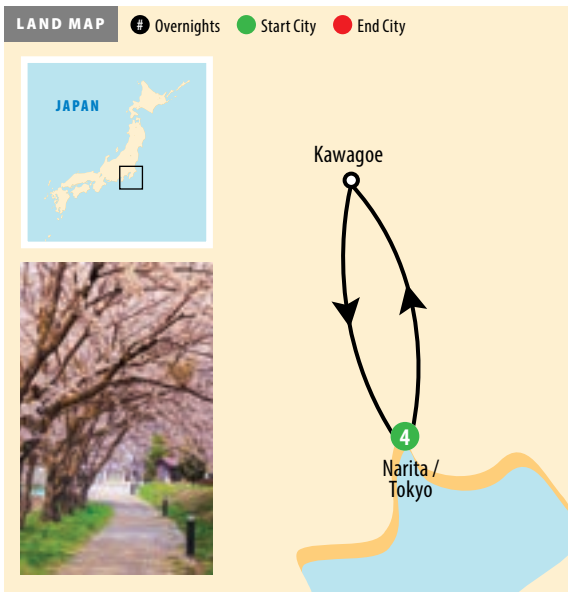 LAND MAP
# Overnights
Start City
End City
JAPAN
Kawagoe
4
Narita /
Tokyo